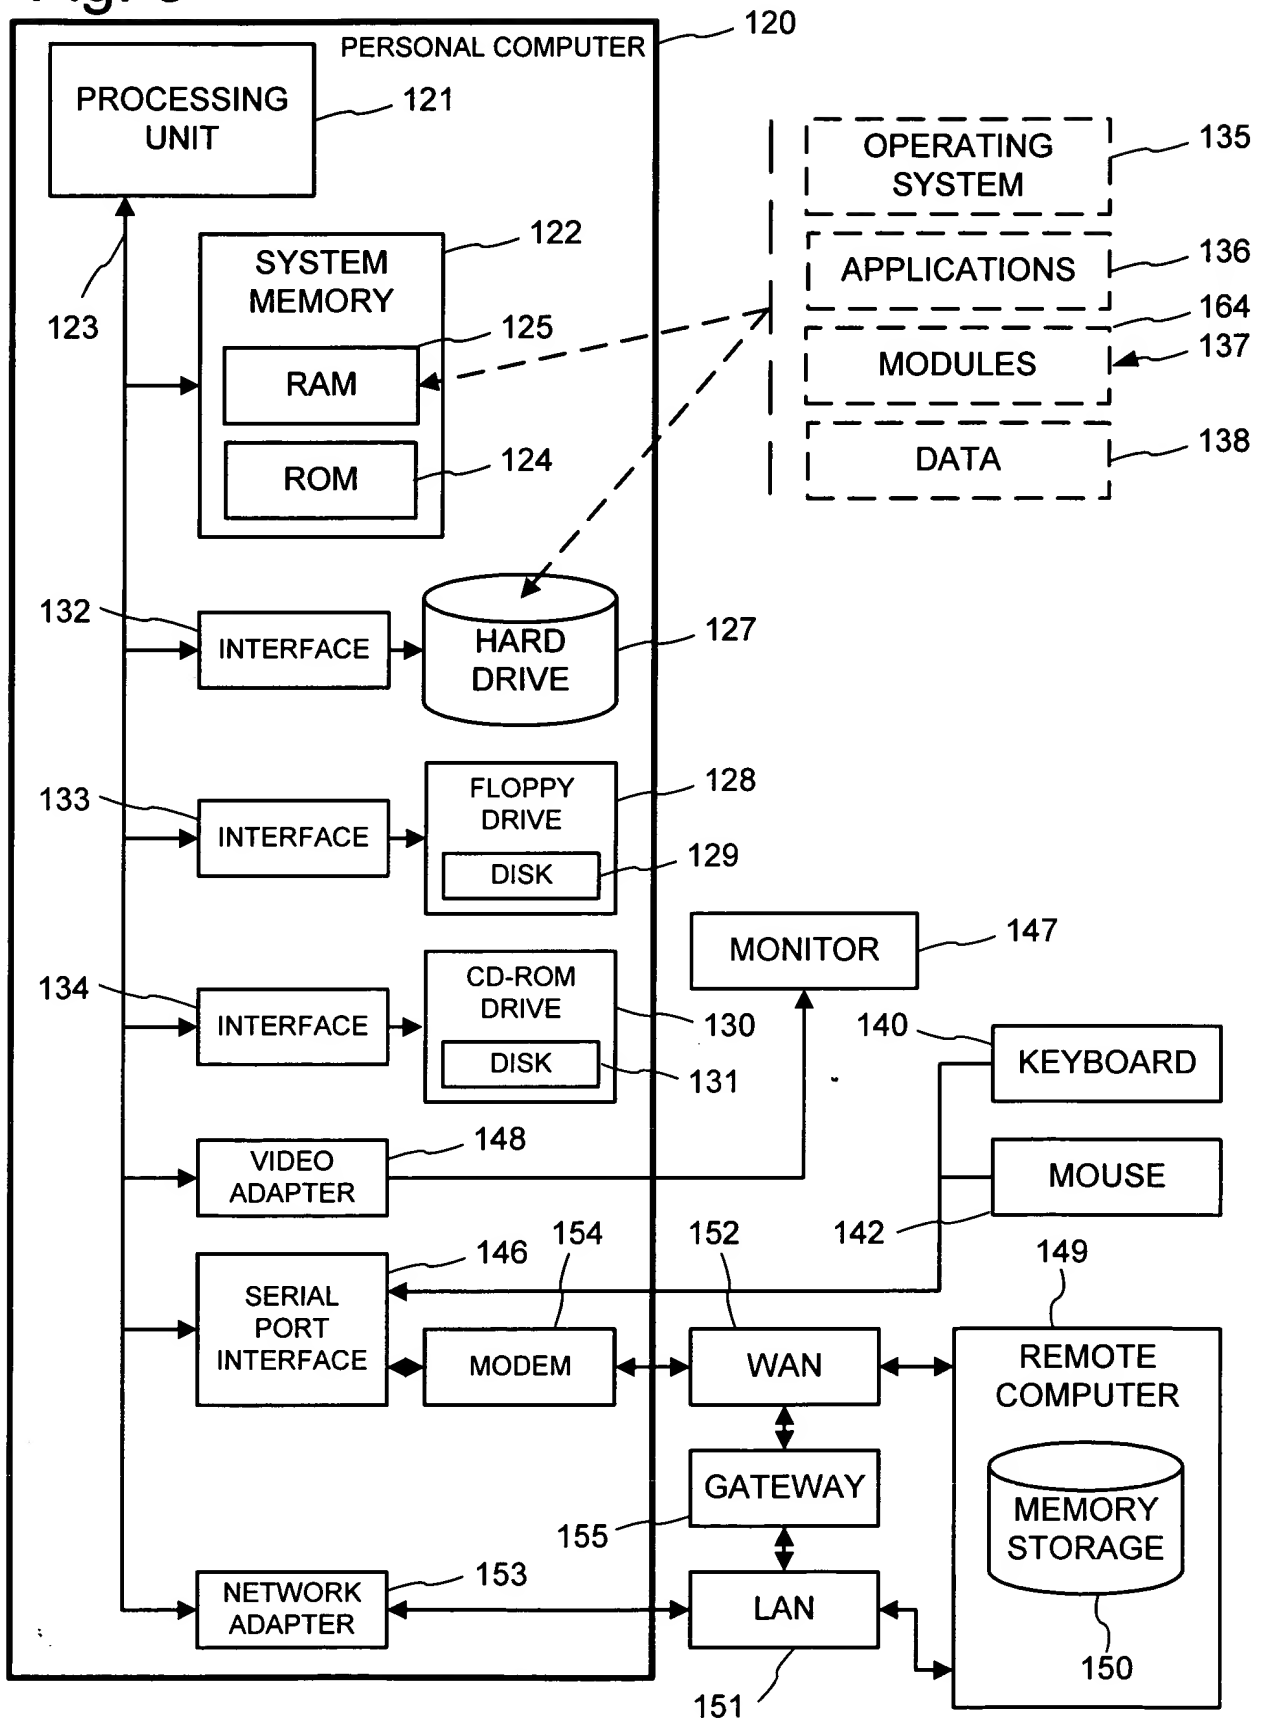 PERSONAL COMPUTER
120
PROCESSING
UNIT
121
OPERATING
SYSTEM
135
123
SYSTEM
MEMORY
122
APPLICATIONS
136
164
125
RAM
MODULES
137
ROM
124
DATA
138
132
INTERFACE
HARD
DRIVE
127
133
INTERFACE
FLOPPY
DRIVE
128
DISK
129
MONITOR
147
134
INTERFACE
CD-ROM
DRIVE
130
DISK
131
140
KEYBOARD
VIDEO
ADAPTER
148
MOUSE
142
146
154
152
149
SERIAL
PORT
INTERFACE
MODEM
WAN
REMOTE
COMPUTER
GATEWAY
155
MEMORY
STORAGE
150
NETWORK
ADAPTER
153
LAN
151